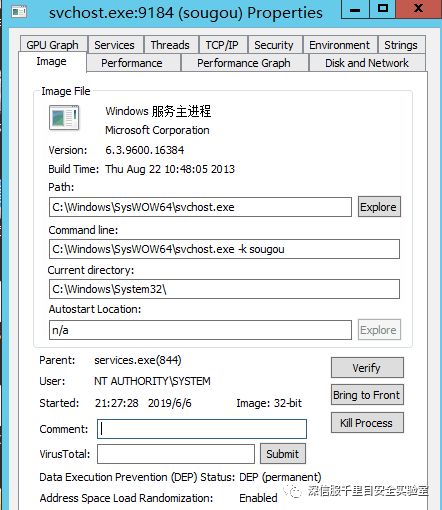 svchost.exe:9184 (sougou) Properties
GPU Graph Services Threads TCP/IP Security Environment Strings
Image Performance Performance Graph Disk and Network
Image File
Windows 服务主进程
Microsoft Corporation
Version: 6.3.9600.16384
Build Time: Thu Aug 22 10:48:05 2013
Path:
C:\Windows\SysWOW64\svchost.exe Explore
Command line:
C:\Windows\SysWOW64\svchost.exe -k sougou
Current directory:
C:\Windows\System32\
Autostart Location:
n/a Explore
Parent: services.exe(844) Verify
User: NT AUTHORITY\SYSTEM Bring to Front
Started: 21:27:28 2019/6/6 Image: 32-bit
Kill Process
Comment:
VirusTotal: Submit
Data Execution Prevention (DEP) Status: DEP (permanent)
Address Space Load Randomization: Enabled
深信服千里目安全实验室